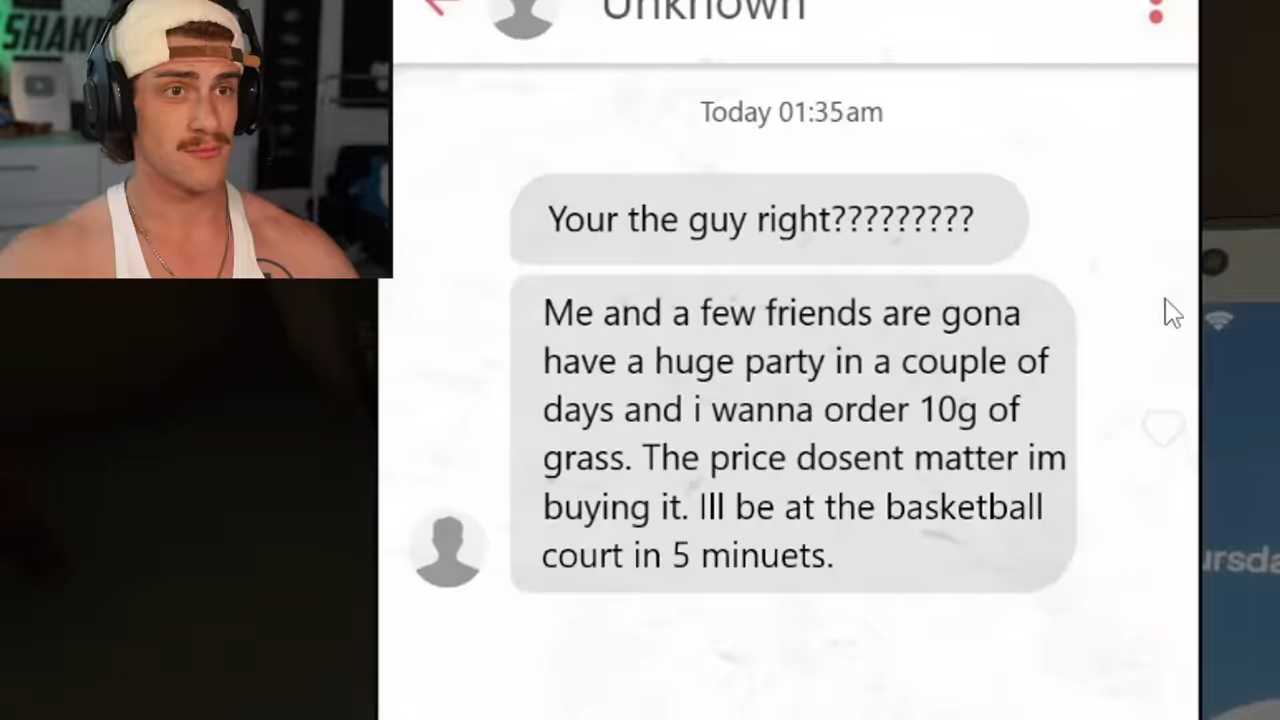 SHAK
Unknown
Today 01:35am
Your the guy right?????????
Me and a few friends are gona
have a huge party in a couple of
days and i wanna order 10g of
grass. The price dosent matter im
buying it. Ill be at the basketball
court in 5 minuets.
ursda